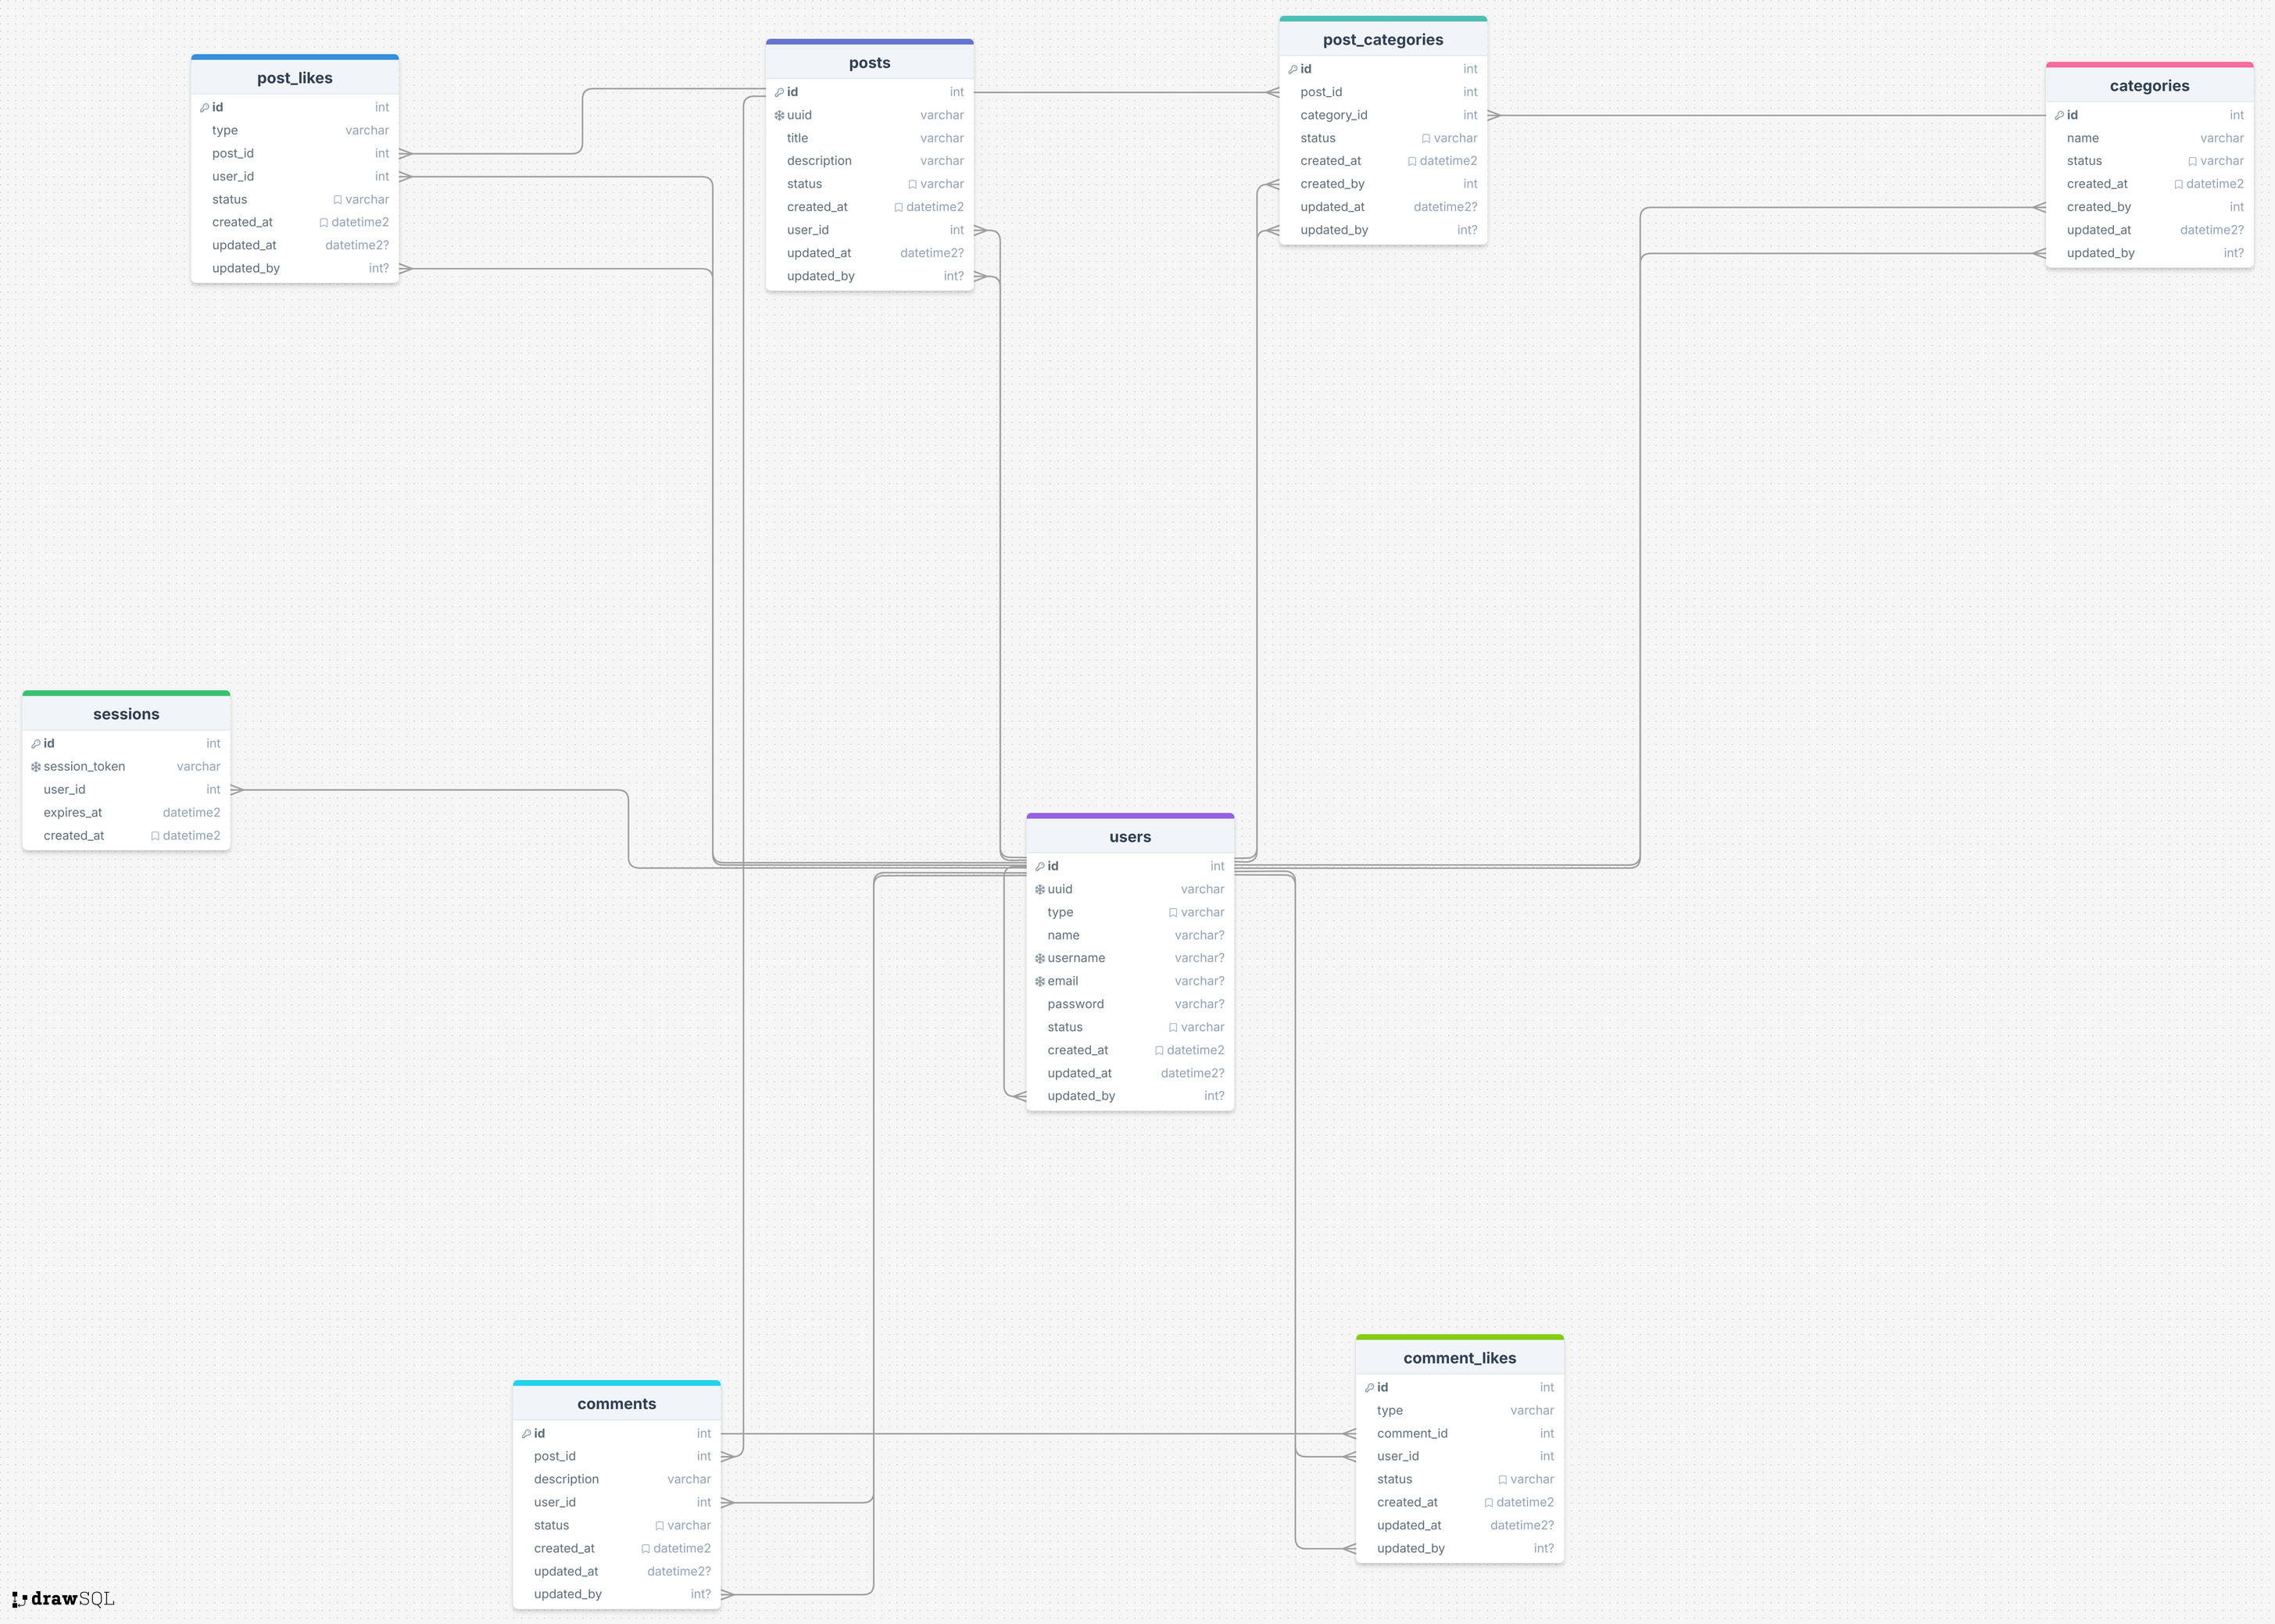 post_likes
id int
type varchar
post_id int
user_id int
status varchar
created_at datetime2
updated_at datetime2?
updated_by int?
posts
id int
uuid varchar
title varchar
description varchar
status varchar
created_at datetime2
user_id int
updated_at datetime2?
updated_by int?
post_categories
id int
post_id int
category_id int
status varchar
created_at datetime2
created_by int
updated_at datetime2?
updated_by int?
categories
id int
name varchar
status varchar
created_at datetime2
created_by int
updated_at datetime2?
updated_by int?
sessions
id int
session_token varchar
user_id int
expires_at datetime2
created_at datetime2
users
id int
uuid varchar
type varchar
name varchar?
username varchar?
email varchar?
password varchar?
status varchar
created_at datetime2
updated_at datetime2?
updated_by int?
comments
id int
post_id int
description varchar
user_id int
status varchar
created_at datetime2
updated_at datetime2?
updated_by int?
comment_likes
id int
type varchar
comment_id int
user_id int
status varchar
created_at datetime2
updated_at datetime2?
updated_by int?
drawSQL